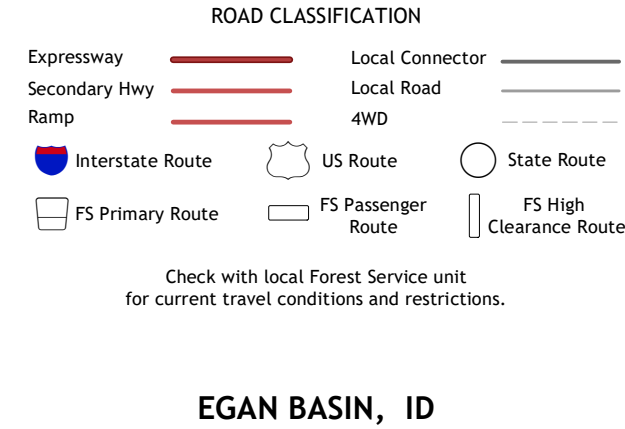 ROAD CLASSIFICATION
Expressway
Local Connector
Secondary Hwy
Local Road
Ramp
4WD
Interstate Route
US Route
State Route
FS Primary Route
FS Passenger
Route
FS High
Clearance Route
Check with local Forest Service unit
for current travel conditions and restrictions.
EGAN BASIN, ID